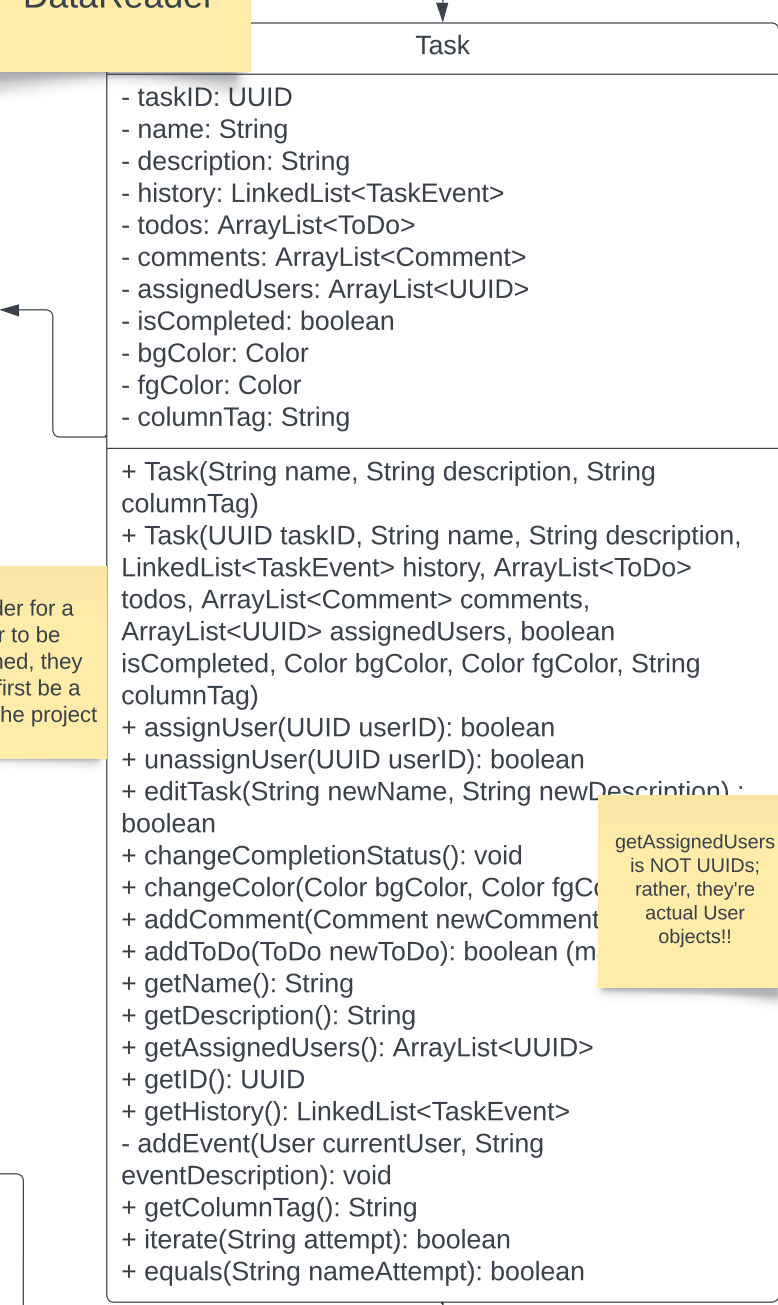 DataReader
Task
- taskID: UUID
- name: String
- description: String
- history: LinkedList<TaskEvent>
- todos: ArrayList<ToDo>
- comments: ArrayList<Comment>
- assignedUsers: ArrayList<UUID>
- isCompleted: boolean
- bgColor: Color
- fgColor: Color
- columnTag: String
+ Task(String name, String description, String
columnTag)
+ Task(UUID taskID, String name, String description,
LinkedList<TaskEvent> history, ArrayList<ToDo>
todos, ArrayList<Comment> comments,
ArrayList<UUID> assignedUsers, boolean
isCompleted, Color bgColor, Color fgColor, String
columnTag)
+ assignUser(UUID userID): boolean
+ unassignUser(UUID userID): boolean
+ editTask(String newName, String newDescription) :
boolean
+ changeCompletionStatus(): void
+ changeColor(Color bgColor, Color
+ addComment(Comment newComment
+ addToDo(ToDo newToDo): boolean
+ getName(): String
+ getDescription(): String
+ getAssignedUsers(): ArrayList<UUID>
+ getID(): UUID
+ getHistory(): LinkedList<TaskEvent>
- addEvent(User currentUser, String
eventDescription): void
+ getColumnTag(): String
+ iterate(String attempt): boolean
+ equals(String nameAttempt): boolean
for a
to be
they
first be a
the project
getAssignedUsers
is NOT UUIDs;
rather, they're
actual User
objects!!